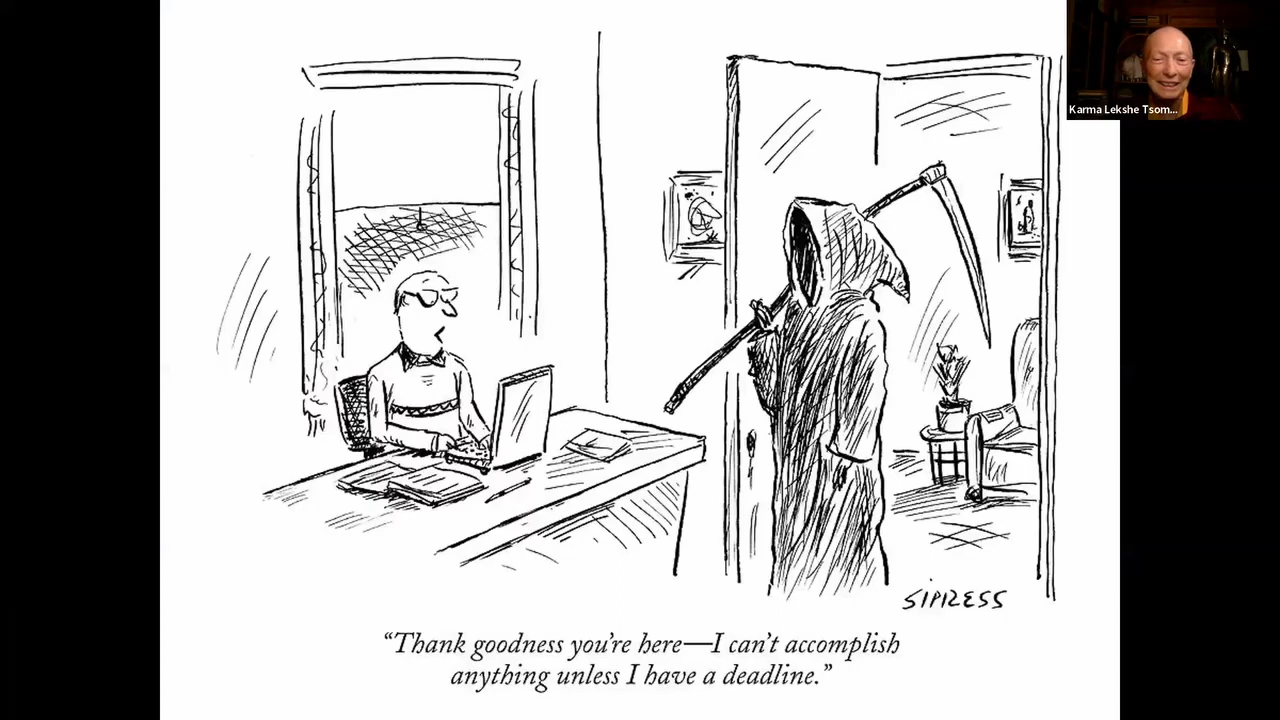 Karma Lekshe Tsom...
SIPRESS
“Thank goodness you’re here—I can’t accomplish
anything unless I have a deadline.”